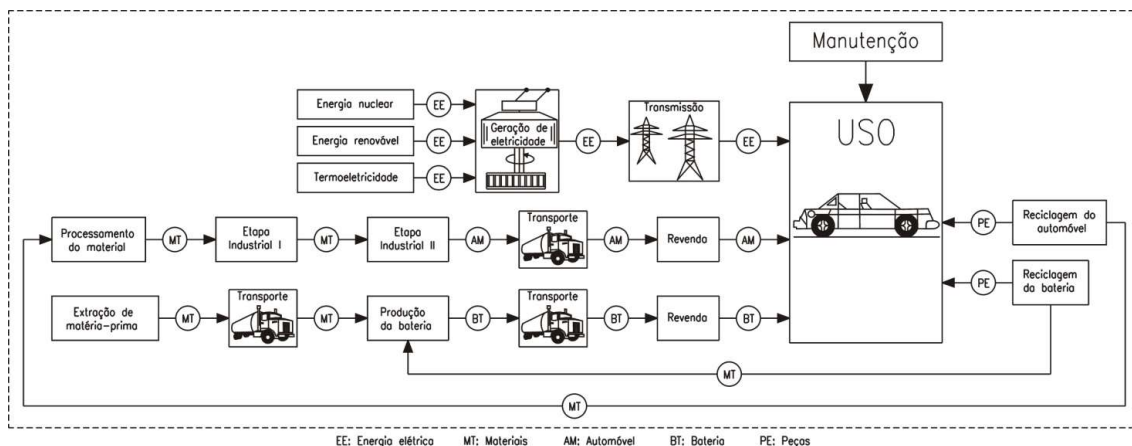 Manutenção
Energia nuclear
EE
Energia renovável
EE
Termoeletricidade
EE
Geração de
eletricidade
EE
Transmissão
EE
USO
Processamento
do material
MT
Etapa
Industrial I
MT
Etapa
Industrial II
AM
Transporte
AM
Revenda
AM
PE
Reciclagem do
automóvel
Extração de
matéria-prima
MT
Transporte
MT
Produção
da bateria
BT
Transporte
BT
Revenda
BT
PE
Reciclagem
da bateria
MT
MT
EE: Energia elétrica MT: Materiais AM: Automóvel BT: Bateria PE: Peças